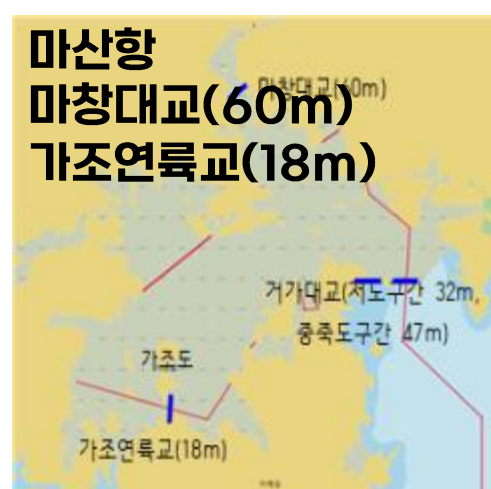 마산항
마창대교(60m)
가조연륙교(18m)
마창대교(60m)
거가대교(저도구간 32m,
중죽도구간 47m)
가조도
가조연륙교(18m)